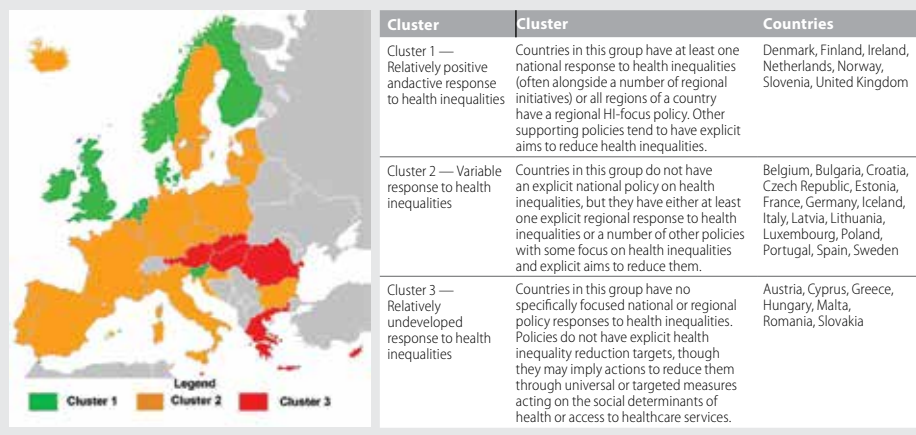 Legend
Cluster 1
Cluster 2
Cluster 3
Cluster
Cluster
Countries
Cluster 1 —
Relatively positive
andactive response
to health inequalities
Countries in this group have at least one
national response to health inequalities
(often alongside a number of regional
initiatives) or all regions of a country
have a regional HI-focus policy. Other
supporting policies tend to have explicit
aims to reduce health inequalities.
Denmark, Finland, Ireland,
Netherlands, Norway,
Slovenia, United Kingdom
Cluster 2 — Variable
response to health
inequalities
Countries in this group do not have
an explicit national policy on health
inequalities, but they have either at least
one explicit regional response to health
inequalities or a number of other policies
with some focus on health inequalities
and explicit aims to reduce them.
Belgium, Bulgaria, Croatia,
Czech Republic, Estonia,
France, Germany, Iceland,
Italy, Latvia, Lithuania,
Luxembourg, Poland,
Portugal, Spain, Sweden
Cluster 3 —
Relatively
undeveloped
response to health
inequalities
Countries in this group have no
specifically focused national or regional
policy responses to health inequalities.
Policies do not have explicit health
inequality reduction targets, though
they may imply actions to reduce them
through universal or targeted measures
acting on the social determinants of
health or access to healthcare services.
Austria, Cyprus, Greece,
Hungary, Malta,
Romania, Slovakia